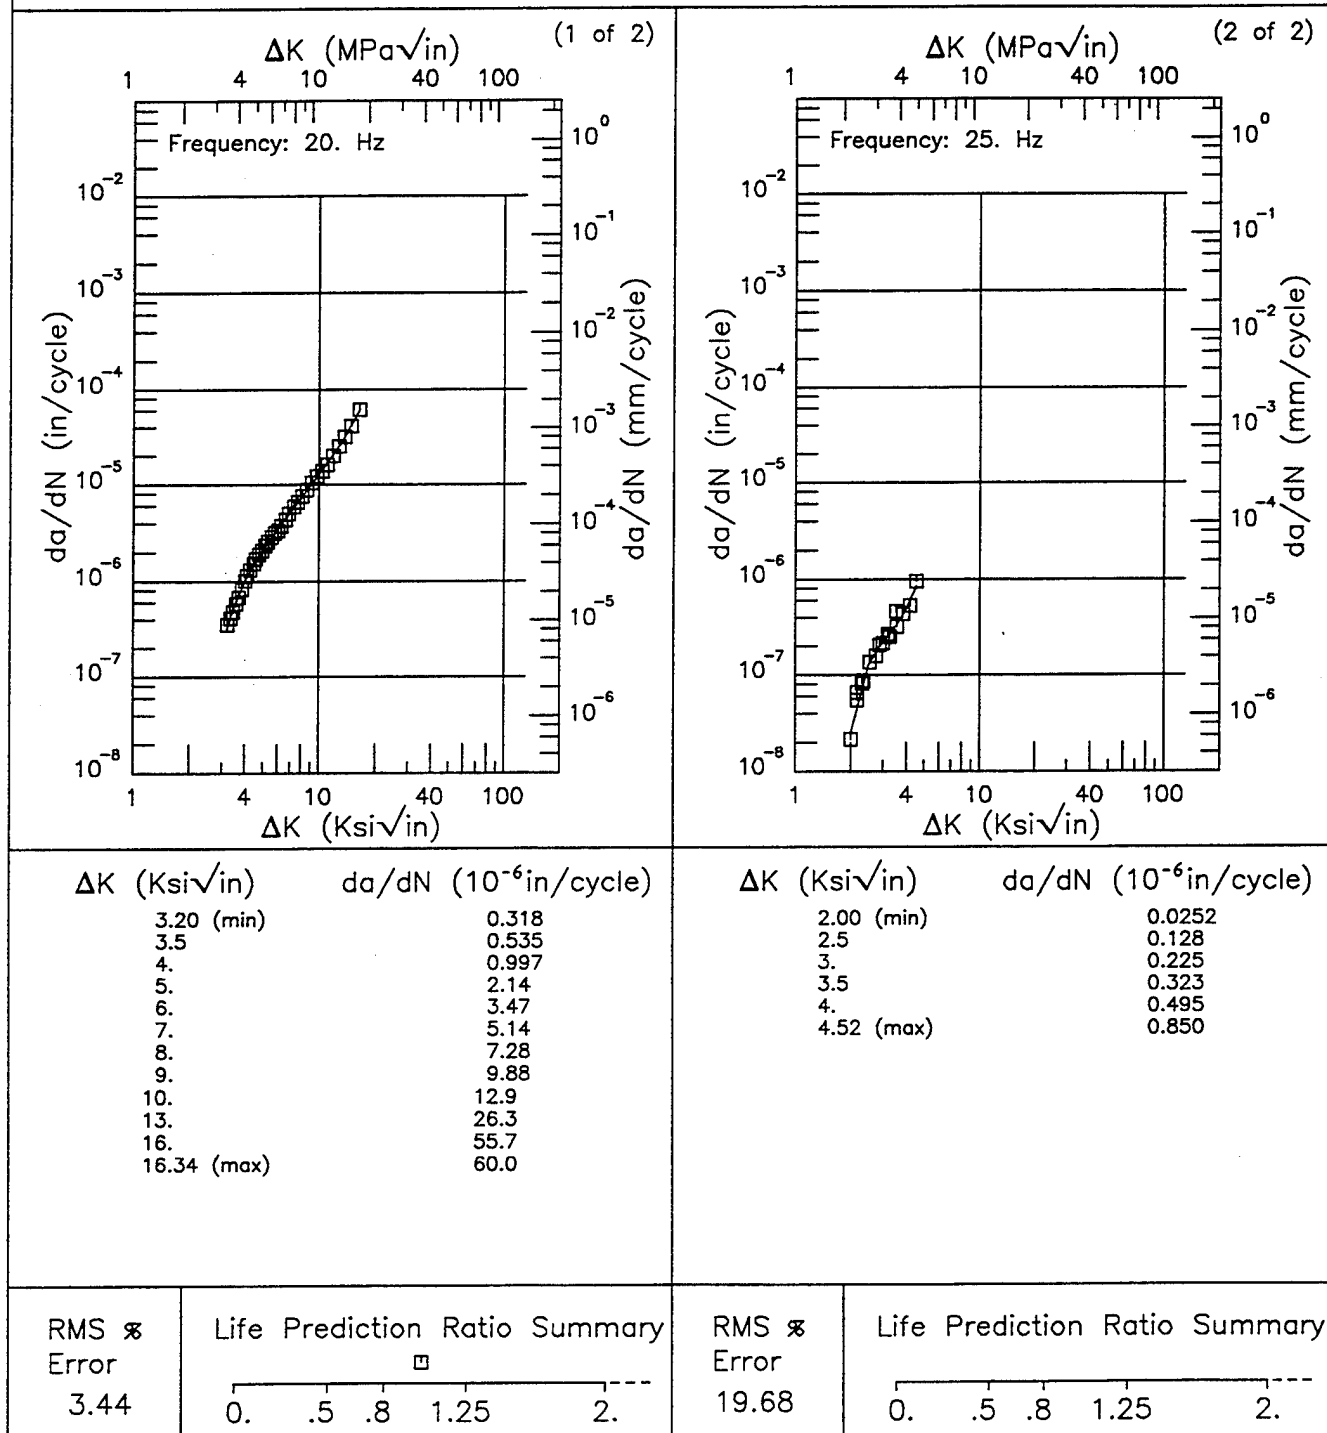 (1 of 2)
ΔK (MPa√in)
1 4 10 40 100
Frequency: 20. Hz
10⁰
10⁻¹
10⁻²
10⁻³
10⁻⁴
10⁻⁵
10⁻⁶
da/dN (mm/cycle)
10⁻²
10⁻³
10⁻⁴
10⁻⁵
10⁻⁶
10⁻⁷
10⁻⁸
da/dN (in/cycle)
1 4 10 40 100
ΔK (Ksi√in)
(2 of 2)
ΔK (MPa√in)
1 4 10 40 100
Frequency: 25. Hz
10⁰
10⁻¹
10⁻²
10⁻³
10⁻⁴
10⁻⁵
10⁻⁶
da/dN (mm/cycle)
10⁻²
10⁻³
10⁻⁴
10⁻⁵
10⁻⁶
10⁻⁷
10⁻⁸
da/dN (in/cycle)
1 4 10 40 100
ΔK (Ksi√in)
ΔK (Ksi√in) da/dN (10⁻⁶in/cycle)
3.20 (min) 0.318
3.5 0.535
4. 0.997
5. 2.14
6. 3.47
7. 5.14
8. 7.28
9. 9.88
10. 12.9
13. 26.3
16. 55.7
16.34 (max) 60.0
ΔK (Ksi√in) da/dN (10⁻⁶in/cycle)
2.00 (min) 0.0252
2.5 0.128
3. 0.225
3.5 0.323
4. 0.495
4.52 (max) 0.850
RMS %
Error
3.44
Life Prediction Ratio Summary
0. .5 .8 1.25 2.
RMS %
Error
19.68
Life Prediction Ratio Summary
0. .5 .8 1.25 2.